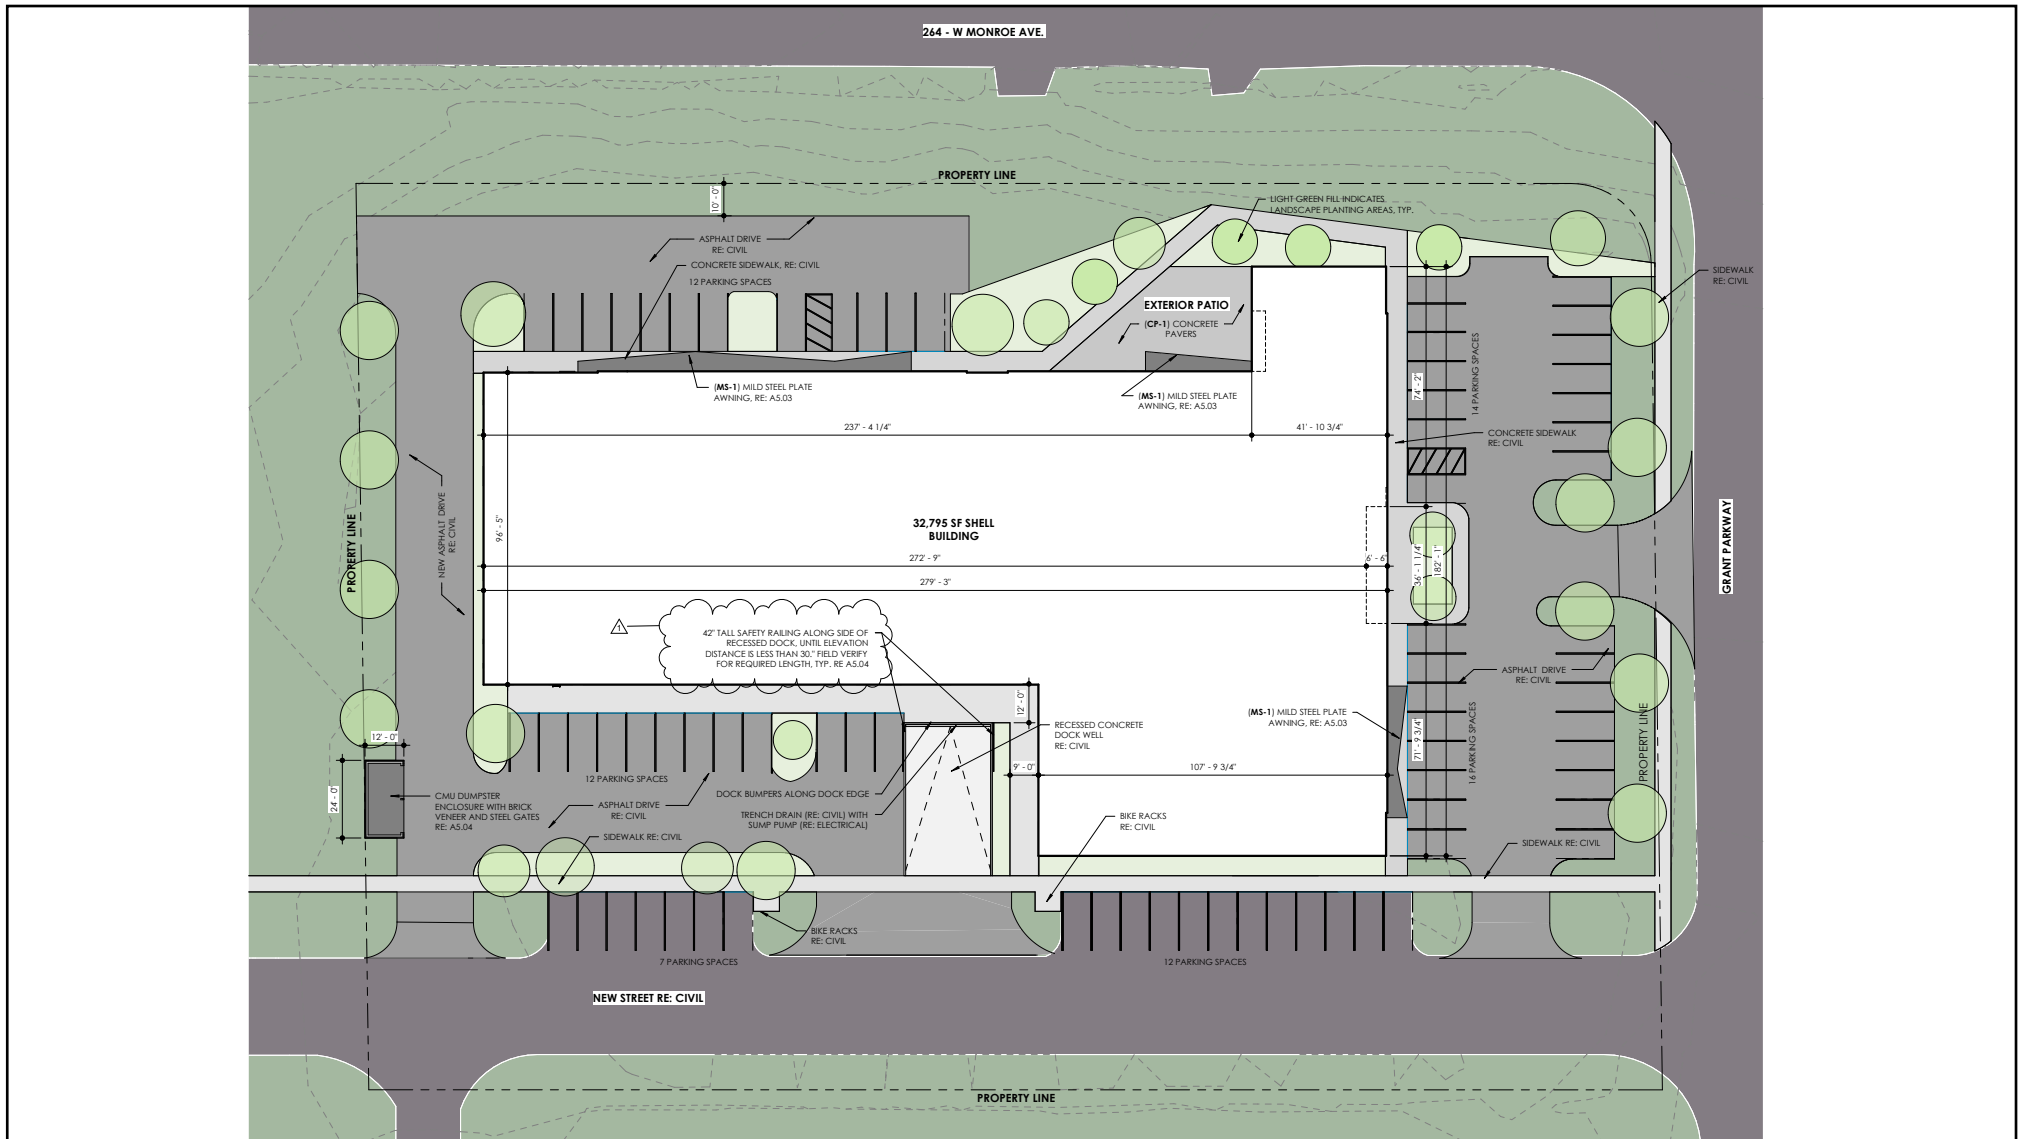 264 - W MONROE AVE.
PROPERTY LINE
10' - 0"
LIGHT GREEN FILL INDICATES
LANDSCAPE PLANTING AREAS, TYP.
ASPHALT DRIVE
RE: CIVIL
CONCRETE SIDEWALK, RE: CIVIL
12 PARKING SPACES
SIDEWALK
RE: CIVIL
EXTERIOR PATIO
(CP-1) CONCRETE
PAVERS
14 PARKING SPACES
(MS-1) MILD STEEL PLATE
AWNING, RE: A5.03
(MS-1) MILD STEEL PLATE
AWNING, RE: A5.03
74' - 2"
237' - 4 1/4"
41' - 10 3/4"
CONCRETE SIDEWALK
RE: CIVIL
NEW ASPHALT DRIVE
RE: CIVIL
PROPERTY LINE
96' - 5"
32,795 SF SHELL
BUILDING
GRANT PARKWAY
272' - 9"
6' - 6"
36' - 1 1/4"
182' - 1"
279' - 3"
1
42" TALL SAFETY RAILING ALONG SIDE OF
RECESSED DOCK, UNTIL ELEVATION
DISTANCE IS LESS THAN 30." FIELD VERIFY
FOR REQUIRED LENGTH, TYP. RE A5.04
ASPHALT DRIVE
RE: CIVIL
12' - 0"
(MS-1) MILD STEEL PLATE
AWNING, RE: A5.03
71' - 9 3/4"
16 PARKING SPACES
PROPERTY LINE
RECESSED CONCRETE
DOCK WELL
RE: CIVIL
12' - 0"
9' - 0"
107' - 9 3/4"
12 PARKING SPACES
24' - 0"
CMU DUMPSTER
ENCLOSURE WITH BRICK
VENEER AND STEEL GATES
RE: A5.04
ASPHALT DRIVE
RE: CIVIL
DOCK BUMPERS ALONG DOCK EDGE
TRENCH DRAIN (RE: CIVIL) WITH
SUMP PUMP (RE: ELECTRICAL)
BIKE RACKS
RE: CIVIL
SIDEWALK RE: CIVIL
SIDEWALK RE: CIVIL
BIKE RACKS
RE: CIVIL
7 PARKING SPACES
12 PARKING SPACES
NEW STREET RE: CIVIL
PROPERTY LINE